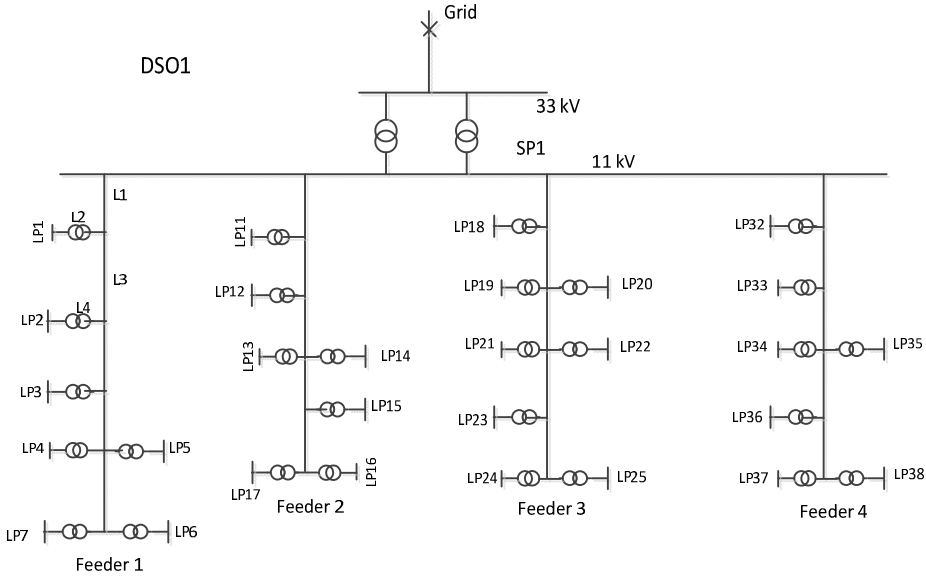 Grid
DSO1
33 kV
SP1
11 kV
L1
L2
LP1
L3
L4
LP2
LP3
LP4
LP5
LP7
LP6
Feeder 1
LP11
LP12
LP13
LP14
LP15
LP16
LP17
Feeder 2
LP18
LP19
LP20
LP21
LP22
LP23
LP24
LP25
Feeder 3
LP32
LP33
LP34
LP35
LP36
LP37
LP38
Feeder 4